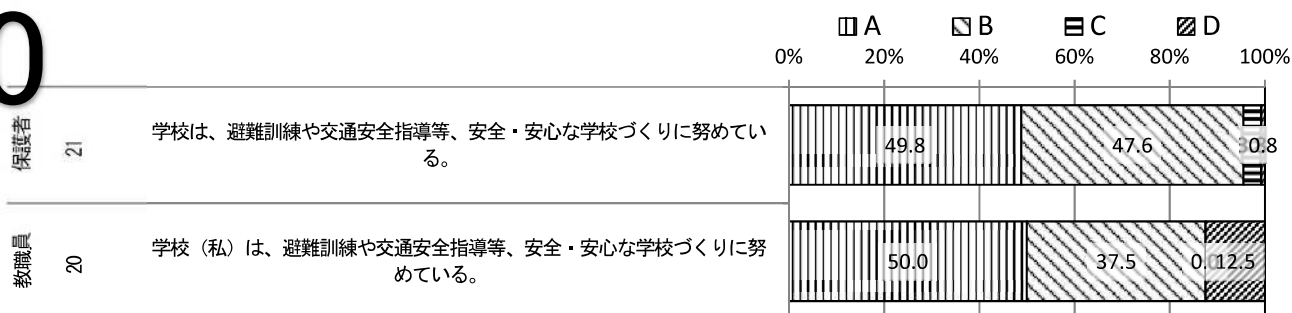 0
A B C D
0% 20% 40% 60% 80% 100%
保護者 21 学校は、避難訓練や交通安全指導等、安全・安心な学校づくりに努めてい
る。
49.8 47.6 0.8
教職員 20 学校（私）は、避難訓練や交通安全指導等、安全・安心な学校づくりに努
めている。
50.0 37.5 0.0 12.5